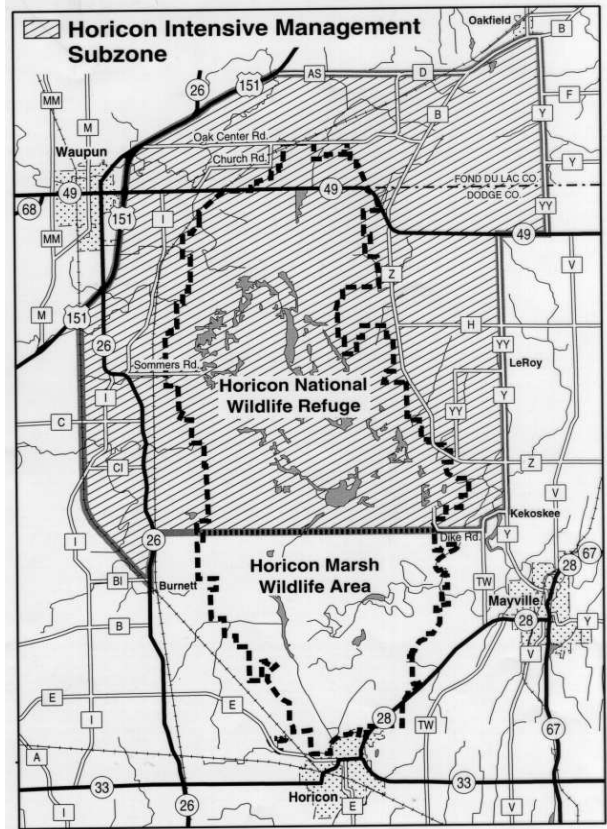 Horicon Intensive Management
Subzone
Oakfield
B
151
AS
D
26
MM
M
F
B
Y
Oak Center Rd.
Waupun
Church Rd.
Y
49
49
FOND DU LAC CO.
DODGE CO.
68
151
I
YY
49
MM
Z
V
M
151
H
26
YY
Sommers Rd.
LeRoy
I
Horicon National
Wildlife Refuge
Y
C
YY
CI
Z
V
I
Kekoskee
26
Dike Rd.
Y
67
Horicon Marsh
Wildlife Area
28
BI
Burnett
TW
Mayville
B
28
Y
V
E
E
I
28
TW
67
A
33
33
Horicon
E
V
I
26